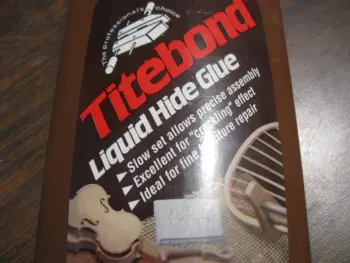 The professional's choice
Titebond
Liquid Hide Glue
Slow set allows precise assembly
Excellent for "crackling" effect
Ideal for fine furniture repair